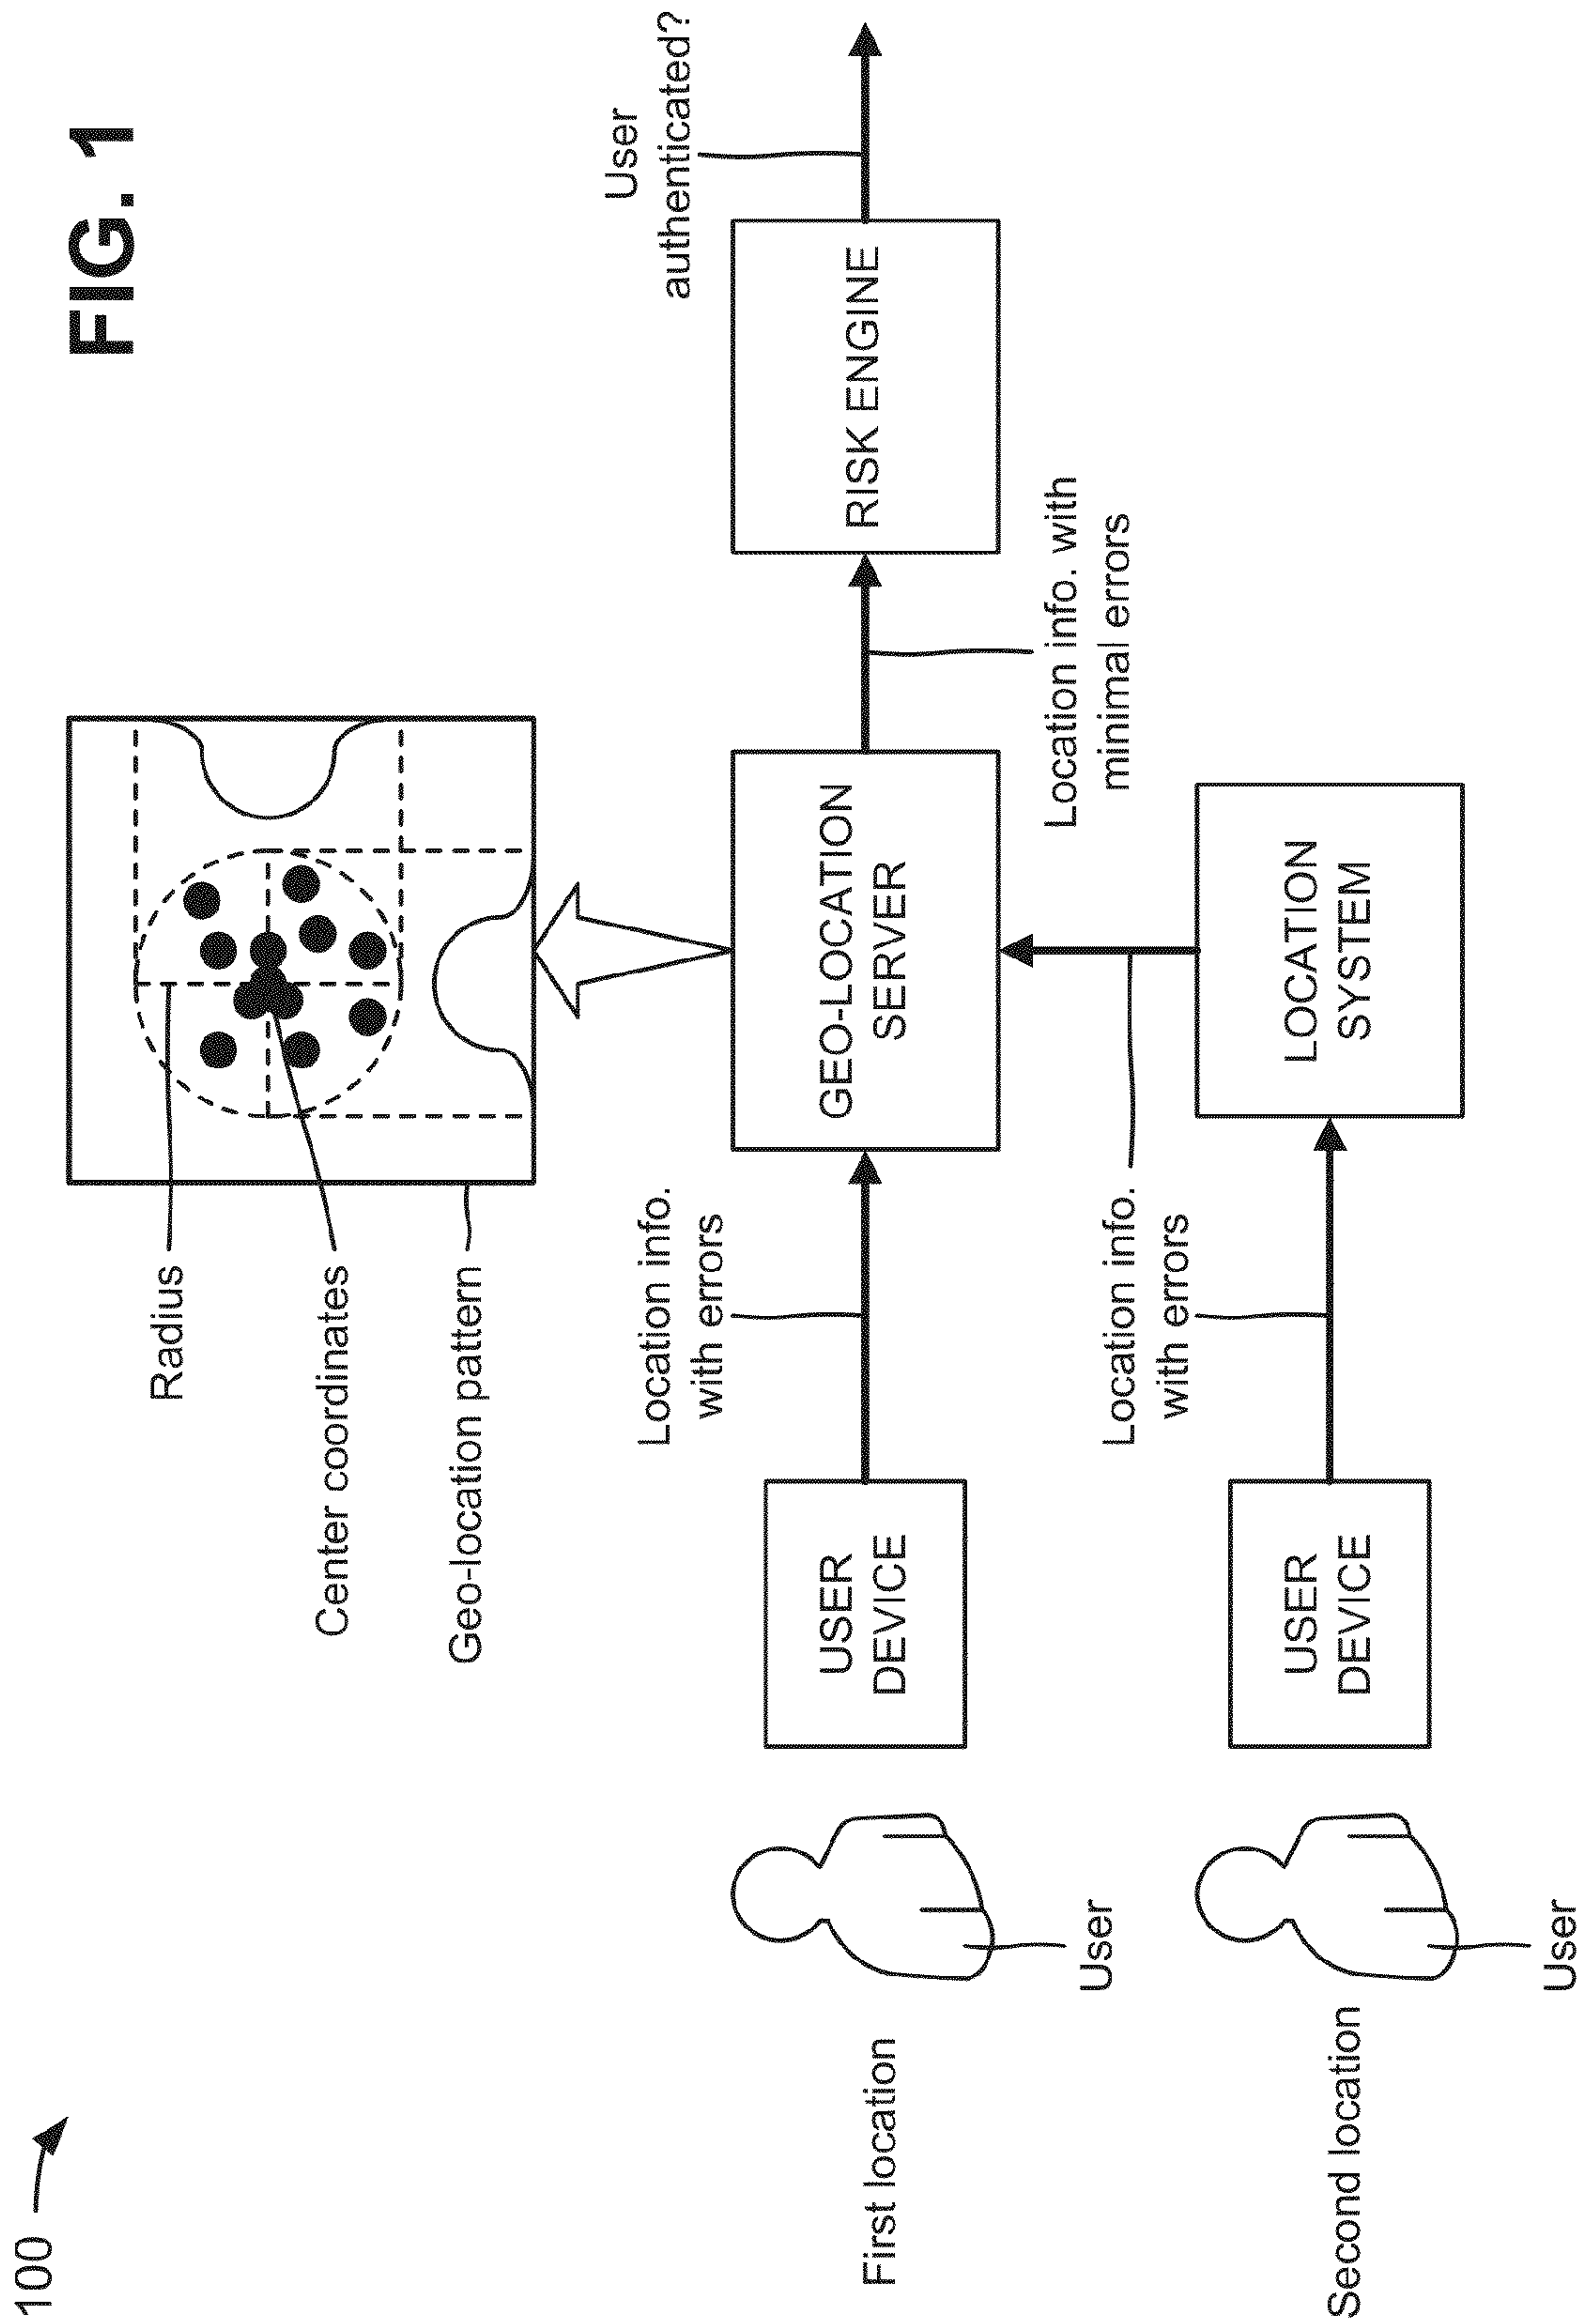 100
FIG. 1
Radius
Center coordinates
Geo-location pattern
User
authenticated?
Location info.
with errors
First location
User
USER
DEVICE
GEO-LOCATION
SERVER
RISK ENGINE
Location info. with
minimal errors
Location info.
with errors
Second location
User
USER
DEVICE
LOCATION
SYSTEM